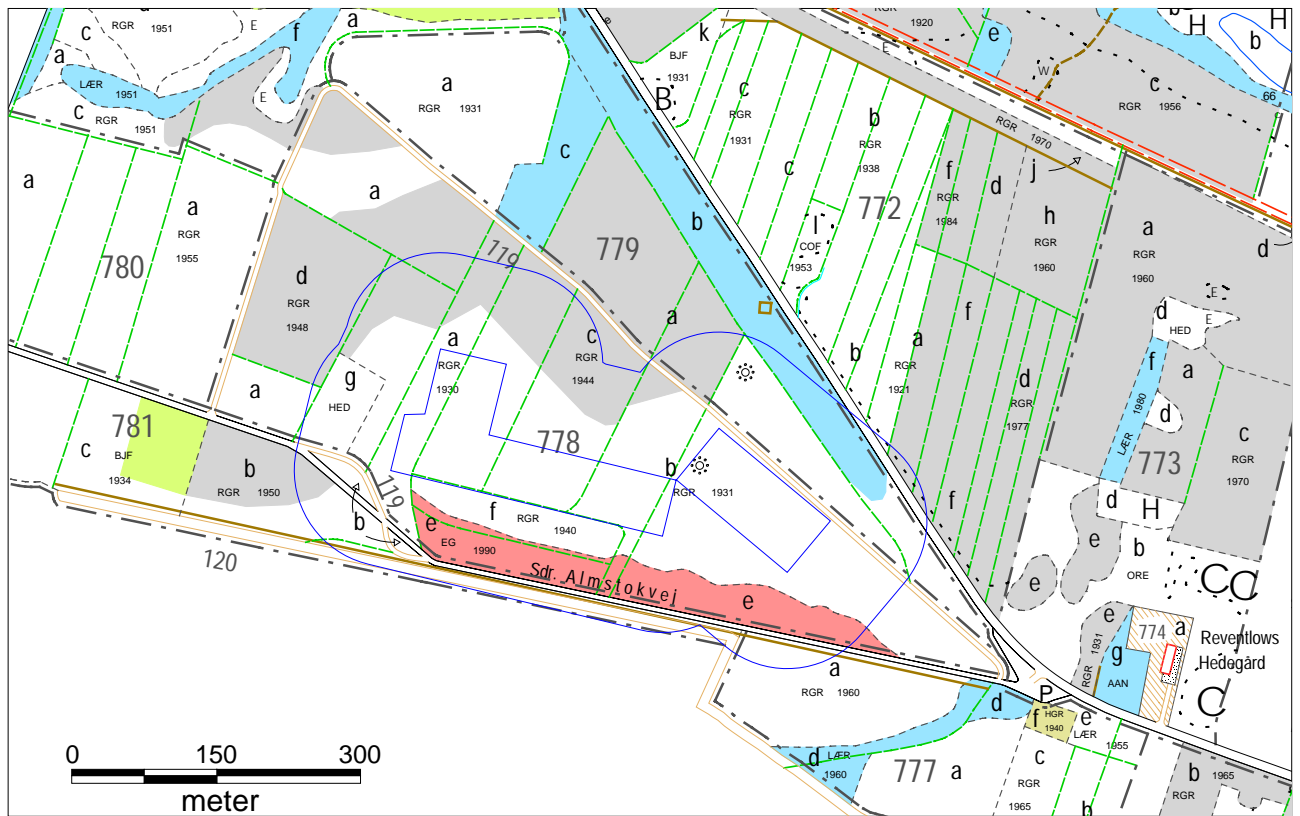 a
c
RGR 1951
E
f
a
a
LÆR 1951
E
c
RGR 1951
a
RGR 1931
e
k
BJF
1931
B
c
RGR
1931
RGR
1920
E
e
W
b
H
H
b
c
RGR 1956
66
c
RGR 1970
j
b
RGR
1938
c
772
f
RGR
1984
d
h
RGR
1960
a
RGR
1960
d
a
a
RGR
1955
780
a
c
119
779
b
l
COF
1953
d
RGR
1948
a
RGR
1930
c
RGR
1944
a
b
a
RGR
1921
f
d
RGR
1977
d
HED
E
E
f
LÆR 1980
a
d
773
c
RGR
1970
a
g
HED
781
c
BJF
1934
b
RGR 1950
778
b
RGR 1931
119
b
f
RGR 1940
e
EG 1990
f
d
H
e
b
ORE
C
C
120
Sdr. Almstokvej
e
e
e
RGR 1931
g
AAN
774
a
Reventlows
Hedegård
C
a
RGR 1960
P
d
HGR
f 1940
e
LÆR
1955
d LÆR
1960
777
a
c
RGR
1965
b
b 1965
RGR
0 150 300
meter